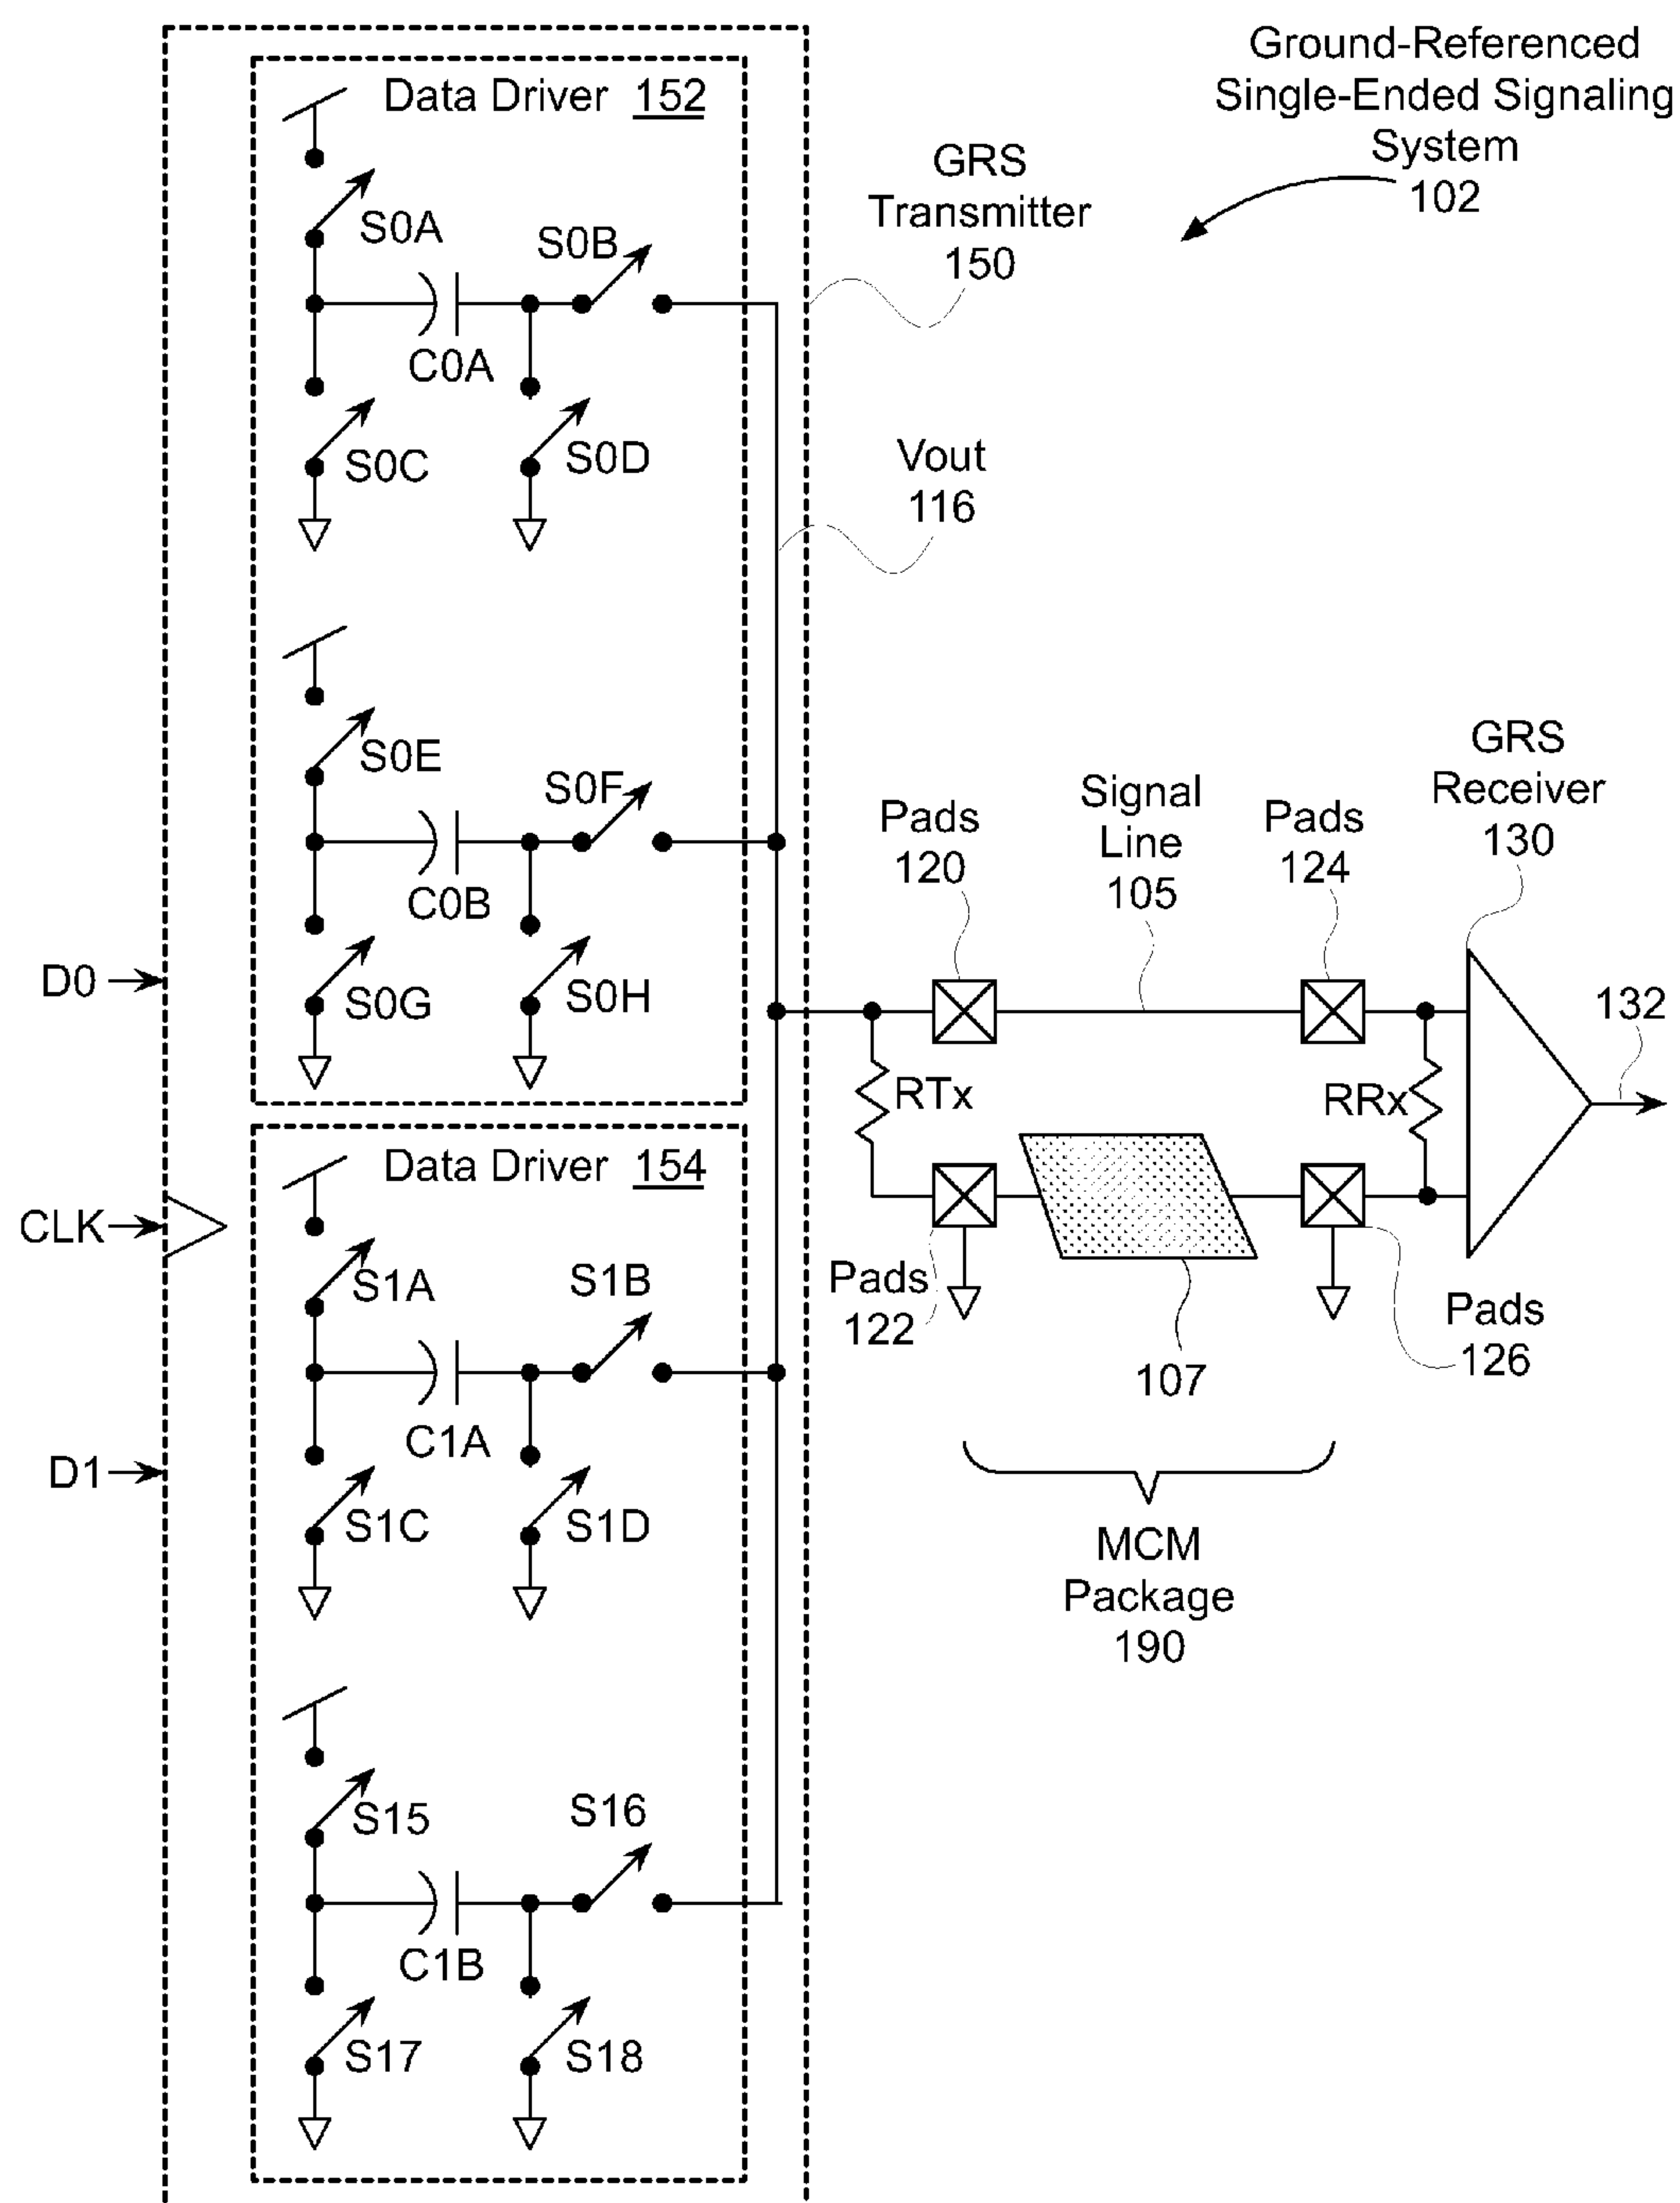 Ground-Referenced
Single-Ended Signaling
System
102
Data Driver 152
GRS
Transmitter
150
S0A
S0B
C0A
S0C
S0D
Vout
116
S0E
S0F
C0B
S0G
S0H
D0
GRS
Receiver
130
Pads
120
Signal
Line
105
Pads
124
132
RTx
RRx
Data Driver 154
CLK
S1A
S1B
C1A
S1C
S1D
D1
Pads
122
107
Pads
126
MCM
Package
190
S15
S16
C1B
S17
S18